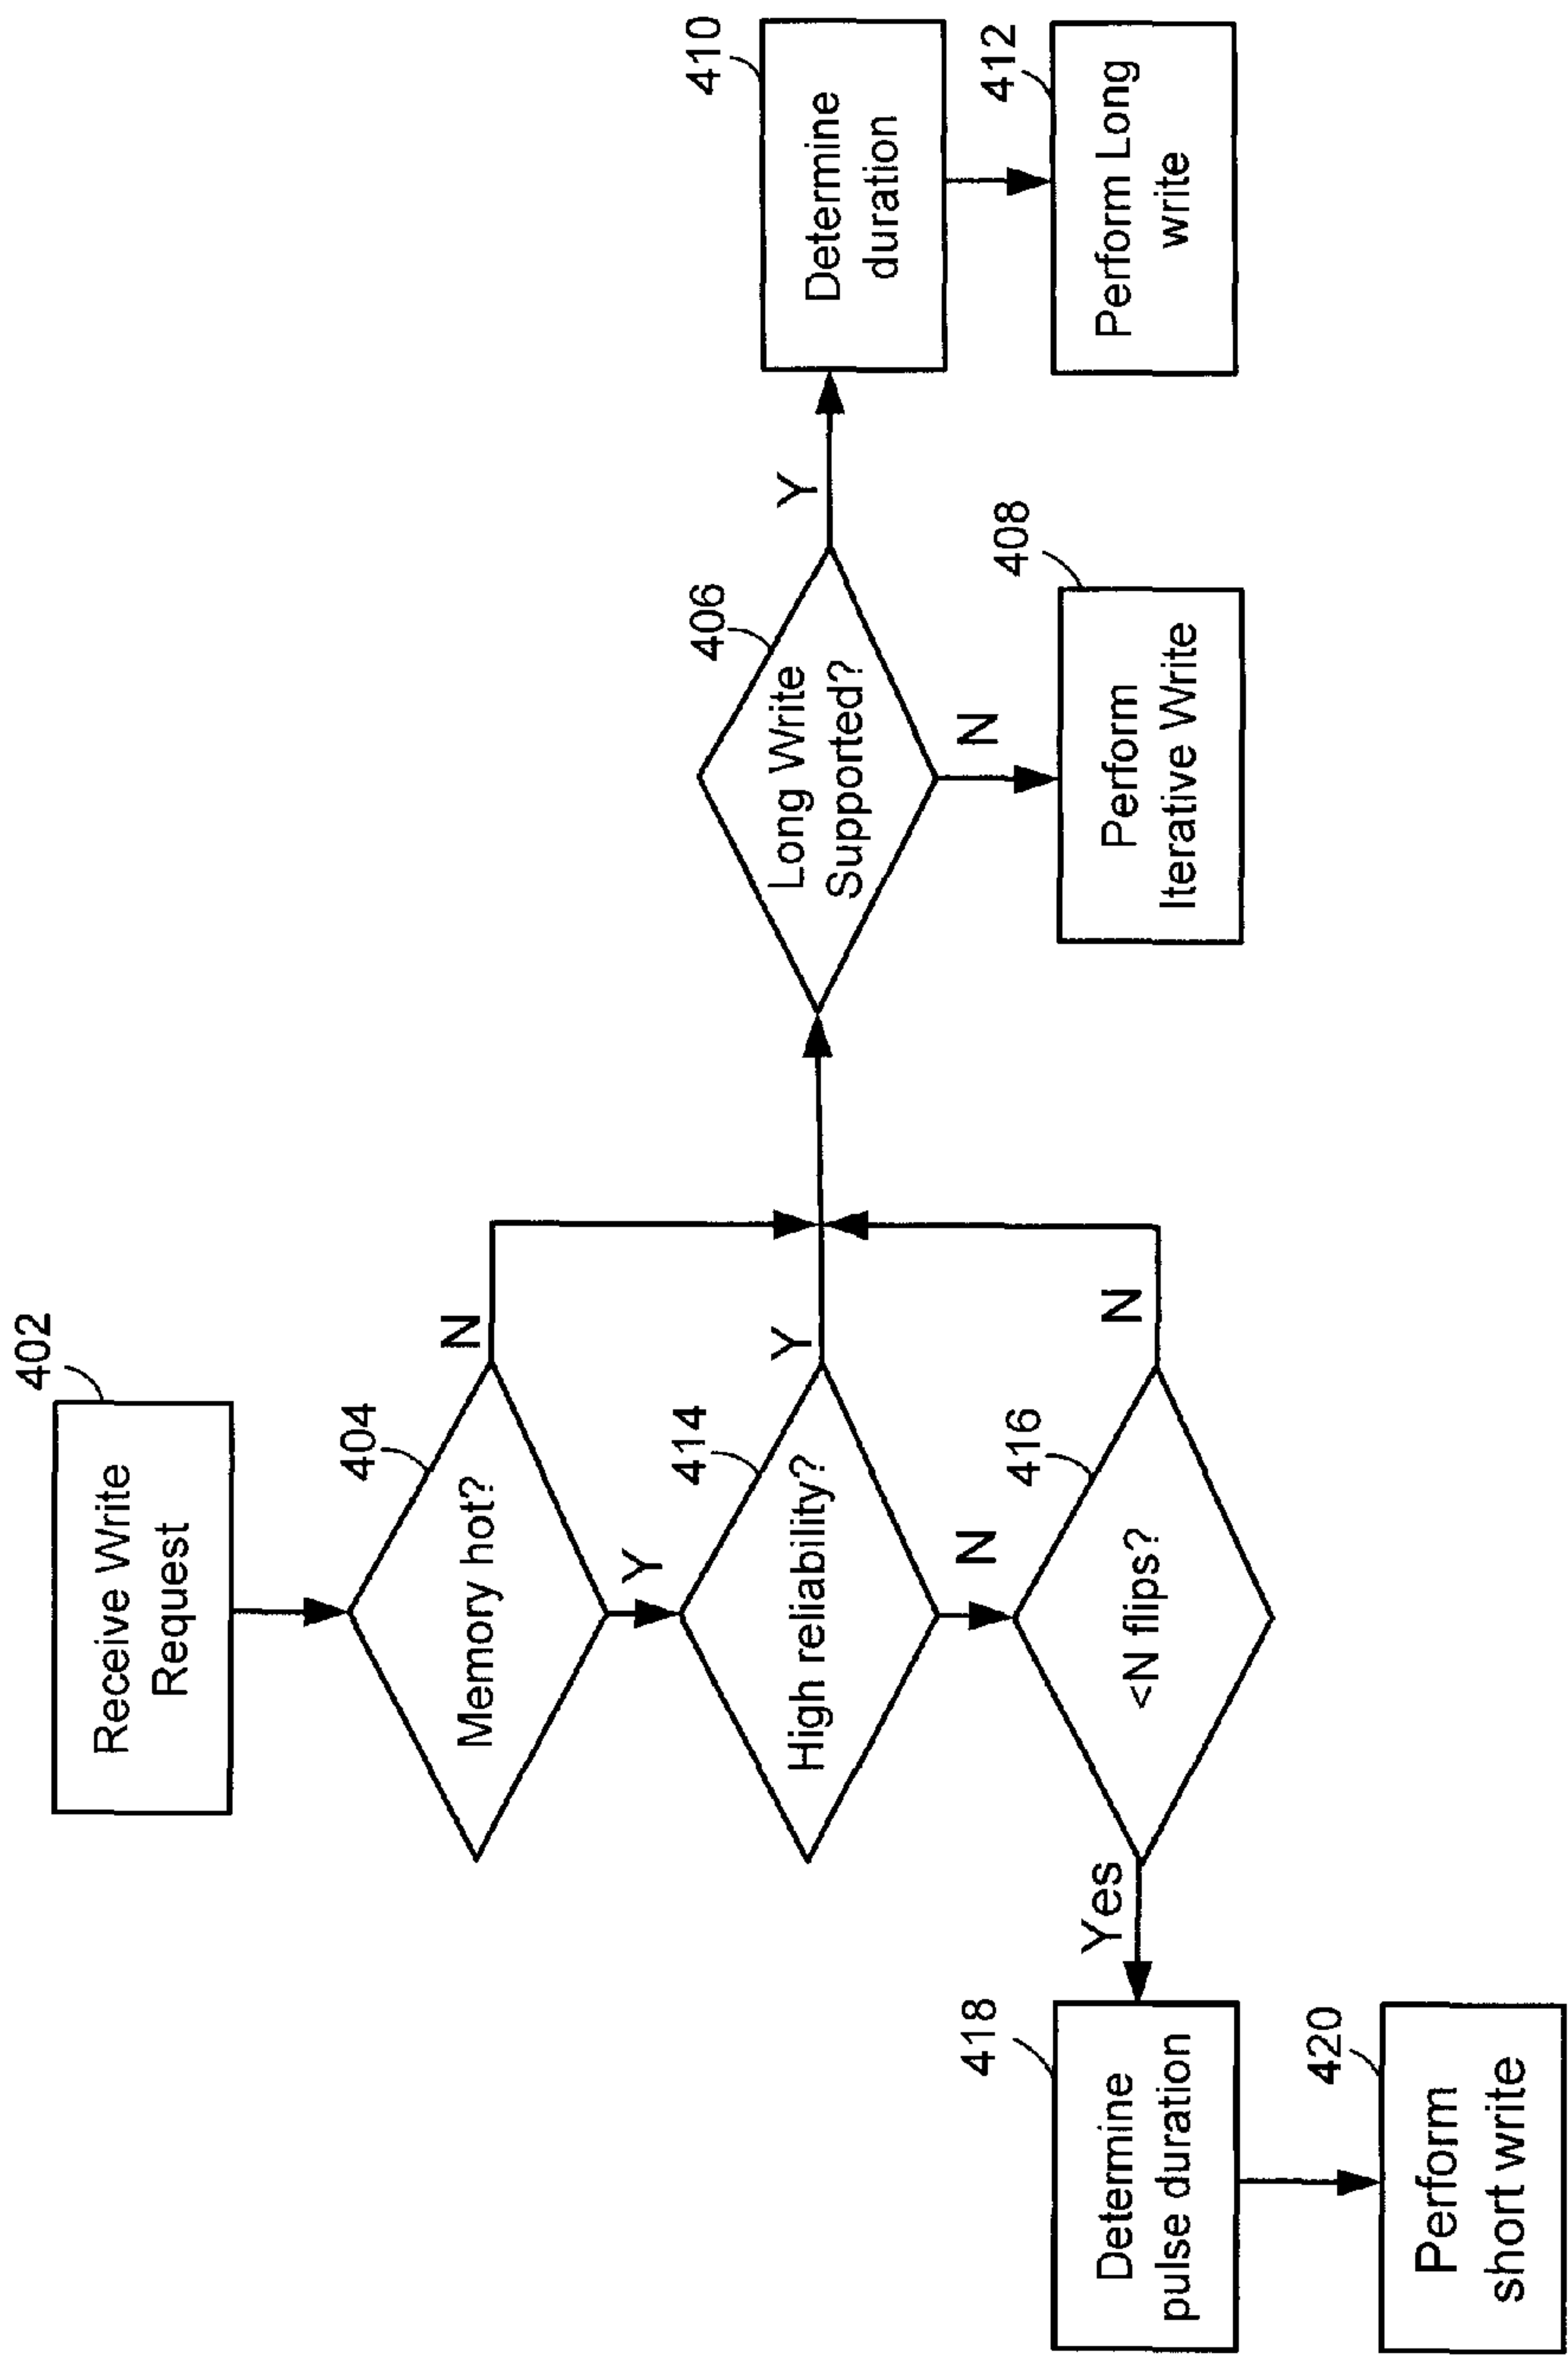 402
Receive Write
Request
404
Memory hot?
N
Y
414
High reliability?
Y
N
416
<N flips?
N
Yes
418
Determine
pulse duration
420
Perform
short write
406
Long Write
Supported?
Y
N
408
Perform
Iterative Write
410
Determine
duration
412
Perform Long
write